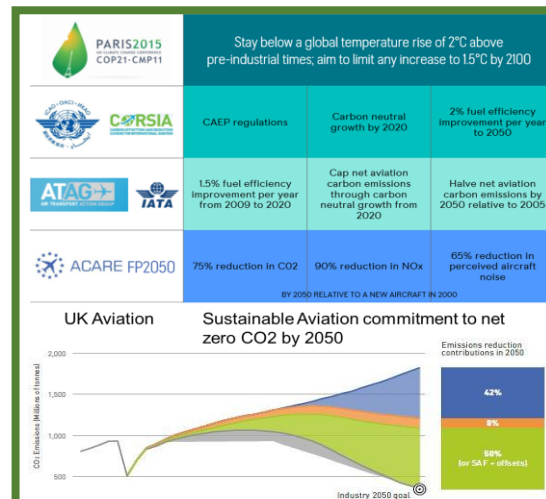 PARIS2015
UN CLIMATE CHANGE CONFERENCE
COP21·CMP11
Stay below a global temperature rise of 2°C above
pre-industrial times; aim to limit any increase to 1.5°C by 2100
ICAO·OACI·ИКАО
CORSIA
CAEP regulations
Carbon neutral
growth by 2020
2% fuel efficiency
improvement per year
to 2050
ATAG
AIR TRANSPORT ACTION GROUP
IATA
1.5% fuel efficiency
improvement per year
from 2009 to 2020
Cap net aviation
carbon emissions
through carbon
neutral growth from
2020
Halve net aviation
carbon emissions by
2050 relative to 2005
ACARE FP2050
75% reduction in CO2
90% reduction in NOx
65% reduction in
perceived aircraft
noise
BY 2050 RELATIVE TO A NEW AIRCRAFT IN 2000
UK Aviation
Sustainable Aviation commitment to net
zero CO2 by 2050
CO₂ Emissions (Millions of tonnes)
2,000
1,500
1,000
500
Industry 2050 goal
Emissions reduction
contributions in 2050
42%
8%
50%
(or SAF + offsets)